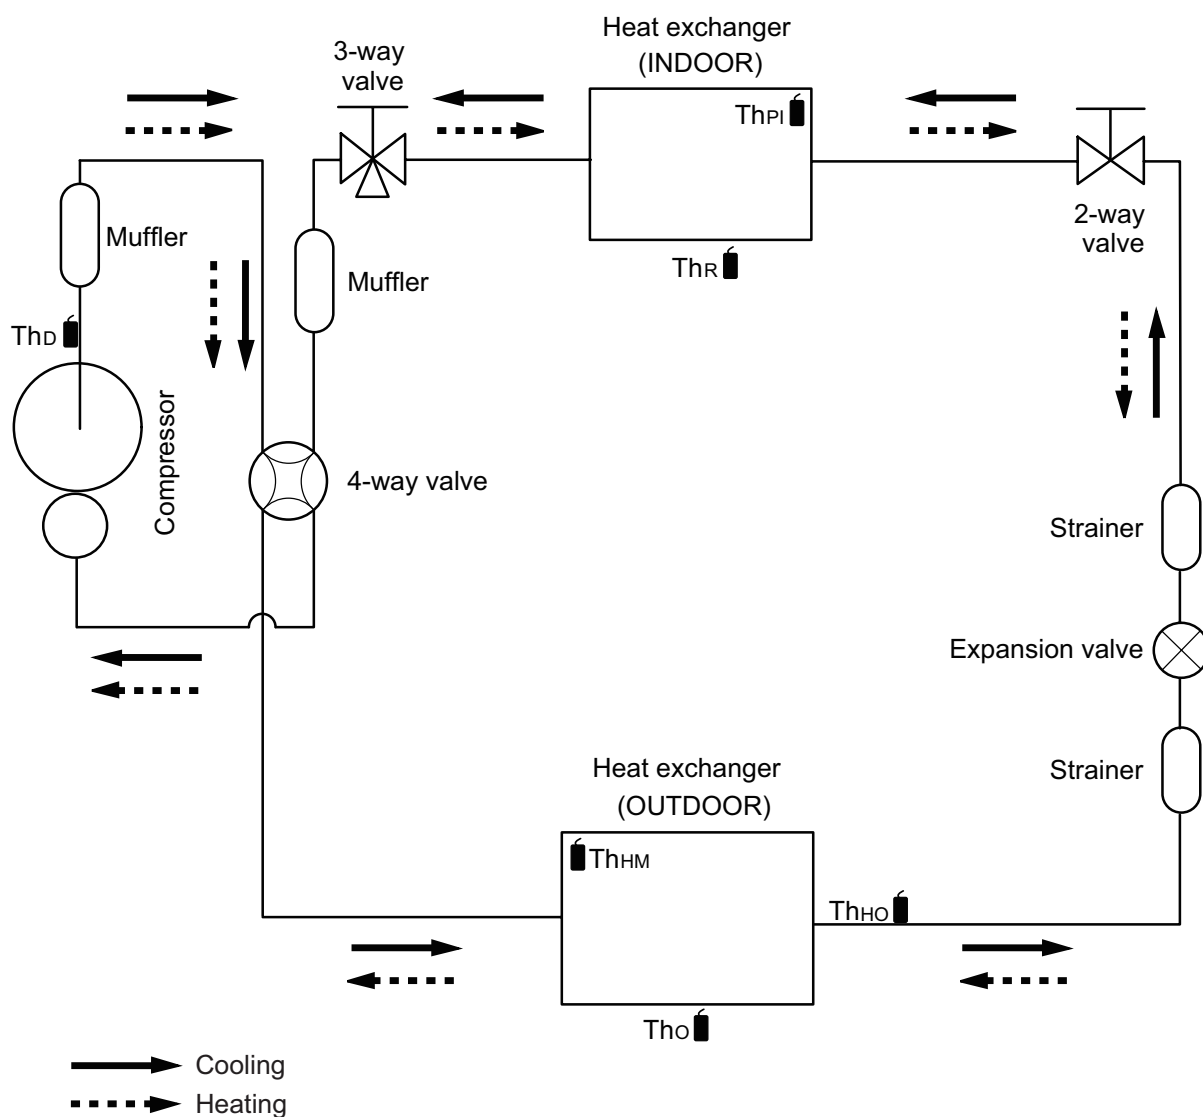 Heat exchanger
(INDOOR)
3-way
valve
ThPI
Muffler
2-way
valve
ThR
Muffler
ThD
Compressor
4-way valve
Strainer
Expansion valve
Strainer
Heat exchanger
(OUTDOOR)
ThHM
ThHO
ThO
Cooling
Heating